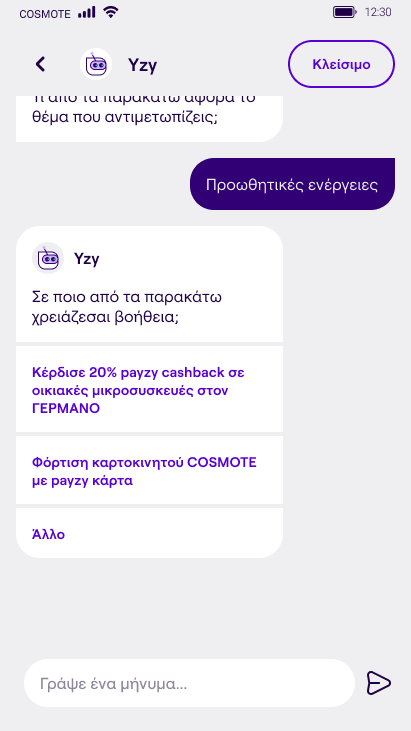 COSMOTE
12:30
Yzy
Κλείσιμο
Τι από τα παρακάτω αφορά το
θέμα που αντιμετωπίζεις;
Προωθητικές ενέργειες
Yzy
Σε ποιο από τα παρακάτω
χρειάζεσαι βοήθεια;
Κέρδισε 20% payzy cashback σε
οικιακές μικροσυσκευές στον
ΓΕΡΜΑΝΟ
Φόρτιση καρτοκινητού COSMOTE
με payzy κάρτα
Άλλο
Γράψε ένα μήνυμα...